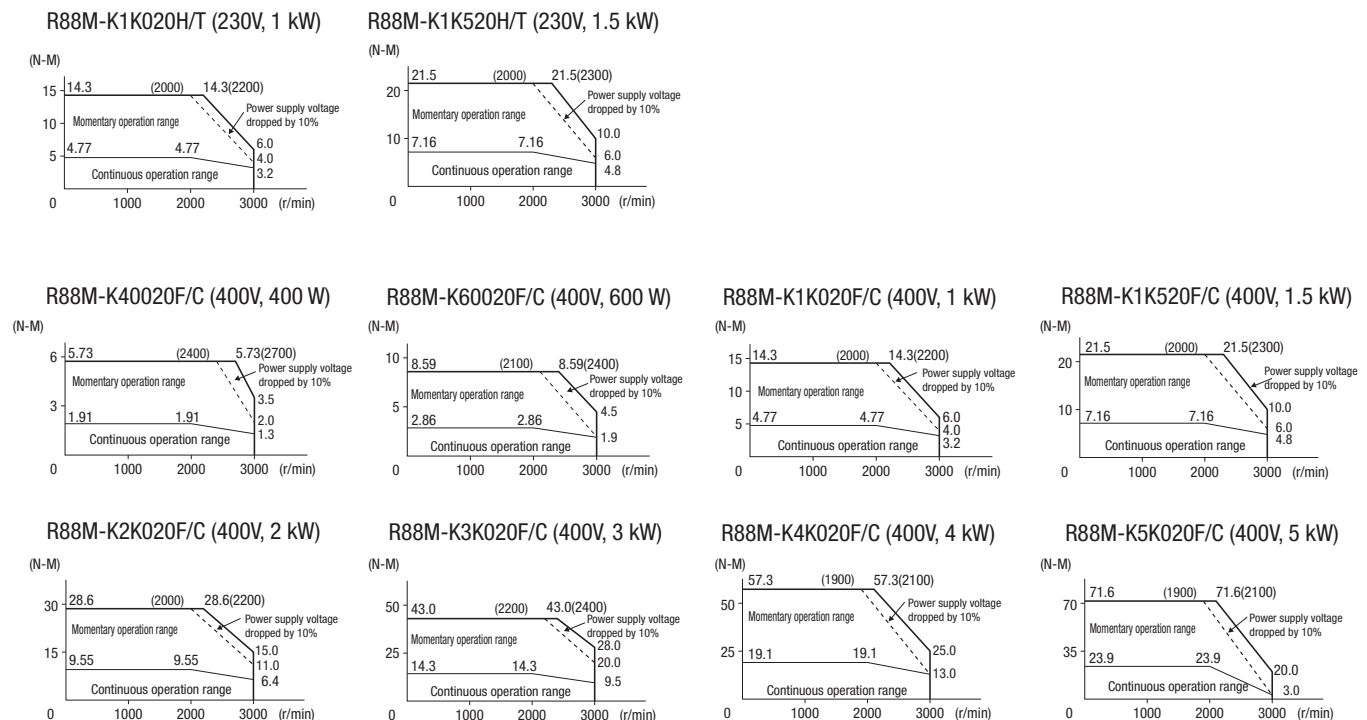 R88M-K1K020H/T (230V, 1 kW)
(N-M)
15
10
5
0
14.3
(2000)
14.3(2200)
Power supply voltage
dropped by 10%
Momentary operation range
4.77
4.77
6.0
4.0
3.2
Continuous operation range
1000
2000
3000
(r/min)
R88M-K1K520H/T (230V, 1.5 kW)
20
10
0
21.5
(2000)
21.5(2300)
Power supply voltage
dropped by 10%
Momentary operation range
7.16
7.16
10.0
6.0
4.8
Continuous operation range
1000
2000
3000
(r/min)
R88M-K40020F/C (400V, 400 W)
(N-M)
6
3
0
5.73
(2400)
5.73(2700)
Power supply voltage
dropped by 10%
Momentary operation range
1.91
1.91
3.5
2.0
1.3
Continuous operation range
1000
2000
3000
(r/min)
R88M-K60020F/C (400V, 600 W)
(N-M)
10
5
0
8.59
(2100)
8.59(2400)
Power supply voltage
dropped by 10%
Momentary operation range
2.86
2.86
4.5
1.9
Continuous operation range
1000
2000
3000
(r/min)
R88M-K1K020F/C (400V, 1 kW)
(N-M)
15
10
5
0
14.3
(2000)
14.3(2200)
Power supply voltage
dropped by 10%
Momentary operation range
4.77
4.77
6.0
4.0
3.2
Continuous operation range
1000
2000
3000
(r/min)
R88M-K1K520F/C (400V, 1.5 kW)
(N-M)
20
10
0
21.5
(2000)
21.5(2300)
Power supply voltage
dropped by 10%
Momentary operation range
7.16
7.16
10.0
6.0
4.8
Continuous operation range
1000
2000
3000
(r/min)
R88M-K2K020F/C (400V, 2 kW)
(N-M)
30
15
0
28.6
(2000)
28.6(2200)
Power supply voltage
dropped by 10%
Momentary operation range
9.55
9.55
15.0
11.0
6.4
Continuous operation range
1000
2000
3000
(r/min)
R88M-K3K020F/C (400V, 3 kW)
(N-M)
50
25
0
43.0
(2200)
43.0(2400)
Power supply voltage
dropped by 10%
Momentary operation range
14.3
14.3
28.0
20.0
9.5
Continuous operation range
1000
2000
3000
(r/min)
R88M-K4K020F/C (400V, 4 kW)
(N-M)
50
25
0
57.3
(1900)
57.3(2100)
Power supply voltage
dropped by 10%
Momentary operation range
19.1
19.1
25.0
13.0
Continuous operation range
1000
2000
3000
(r/min)
R88M-K5K020F/C (400V, 5 kW)
(N-M)
70
35
0
71.6
(1900)
71.6(2100)
Power supply voltage
dropped by 10%
Momentary operation range
23.9
23.9
20.0
3.0
Continuous operation range
1000
2000
3000
(r/min)